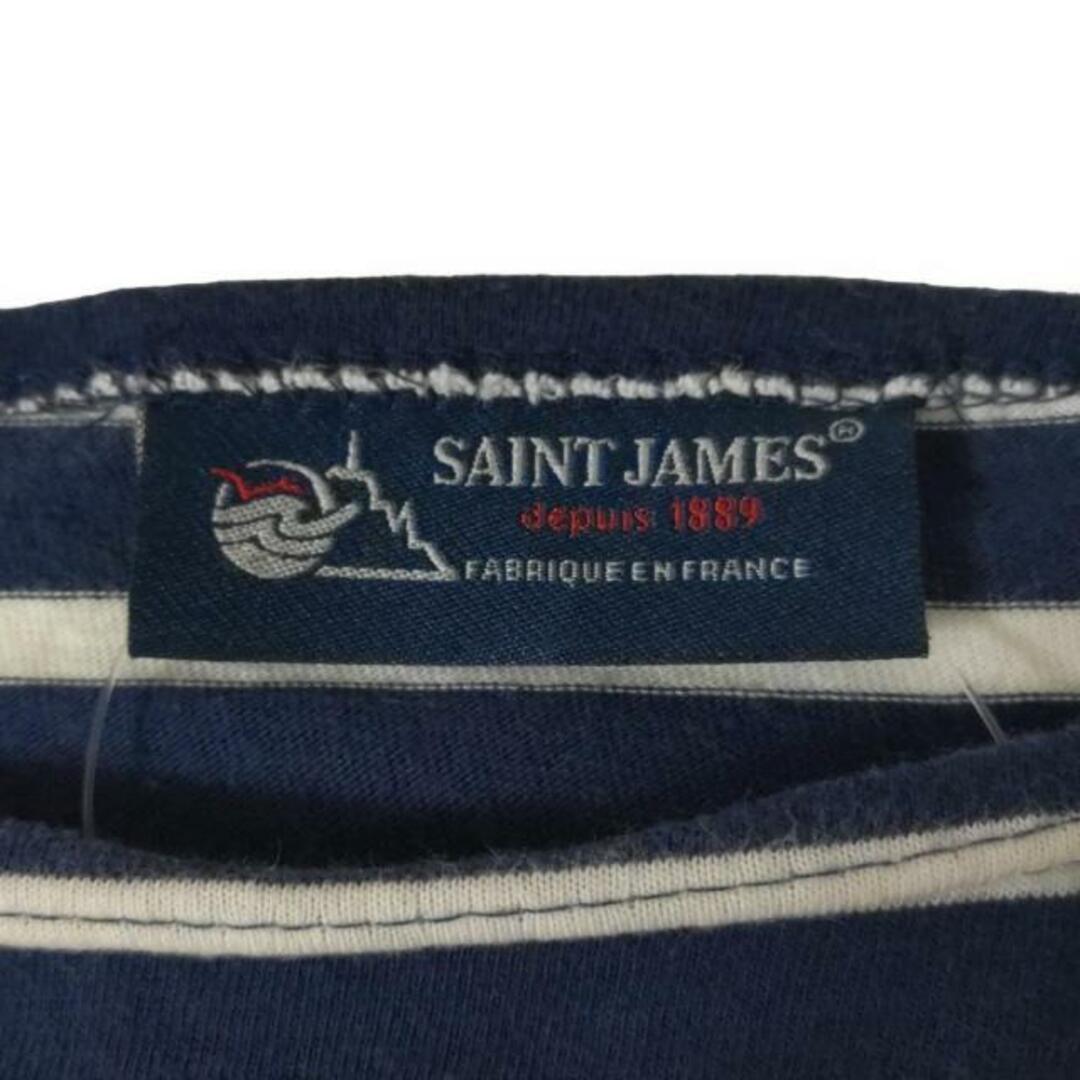 SAINT JAMES®
depuis 1889
FABRIQUE EN FRANCE